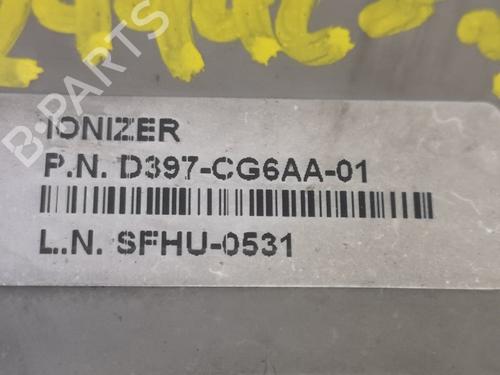 B-PARTS
IONIZER
P.N. D397-CG6AA-01
L.N. SFHU-0531